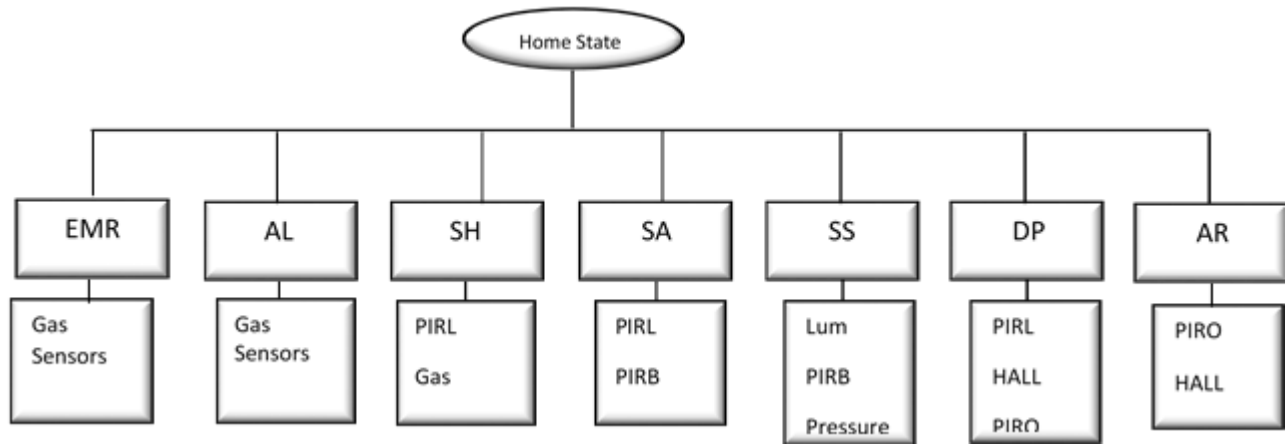 Home State
EMR
AL
SH
SA
SS
DP
AR
Gas
Sensors
Gas
Sensors
PIRL
Gas
PIRL
PIRB
Lum
PIRB
Pressure
PIRL
HALL
PIRO
PIRO
HALL